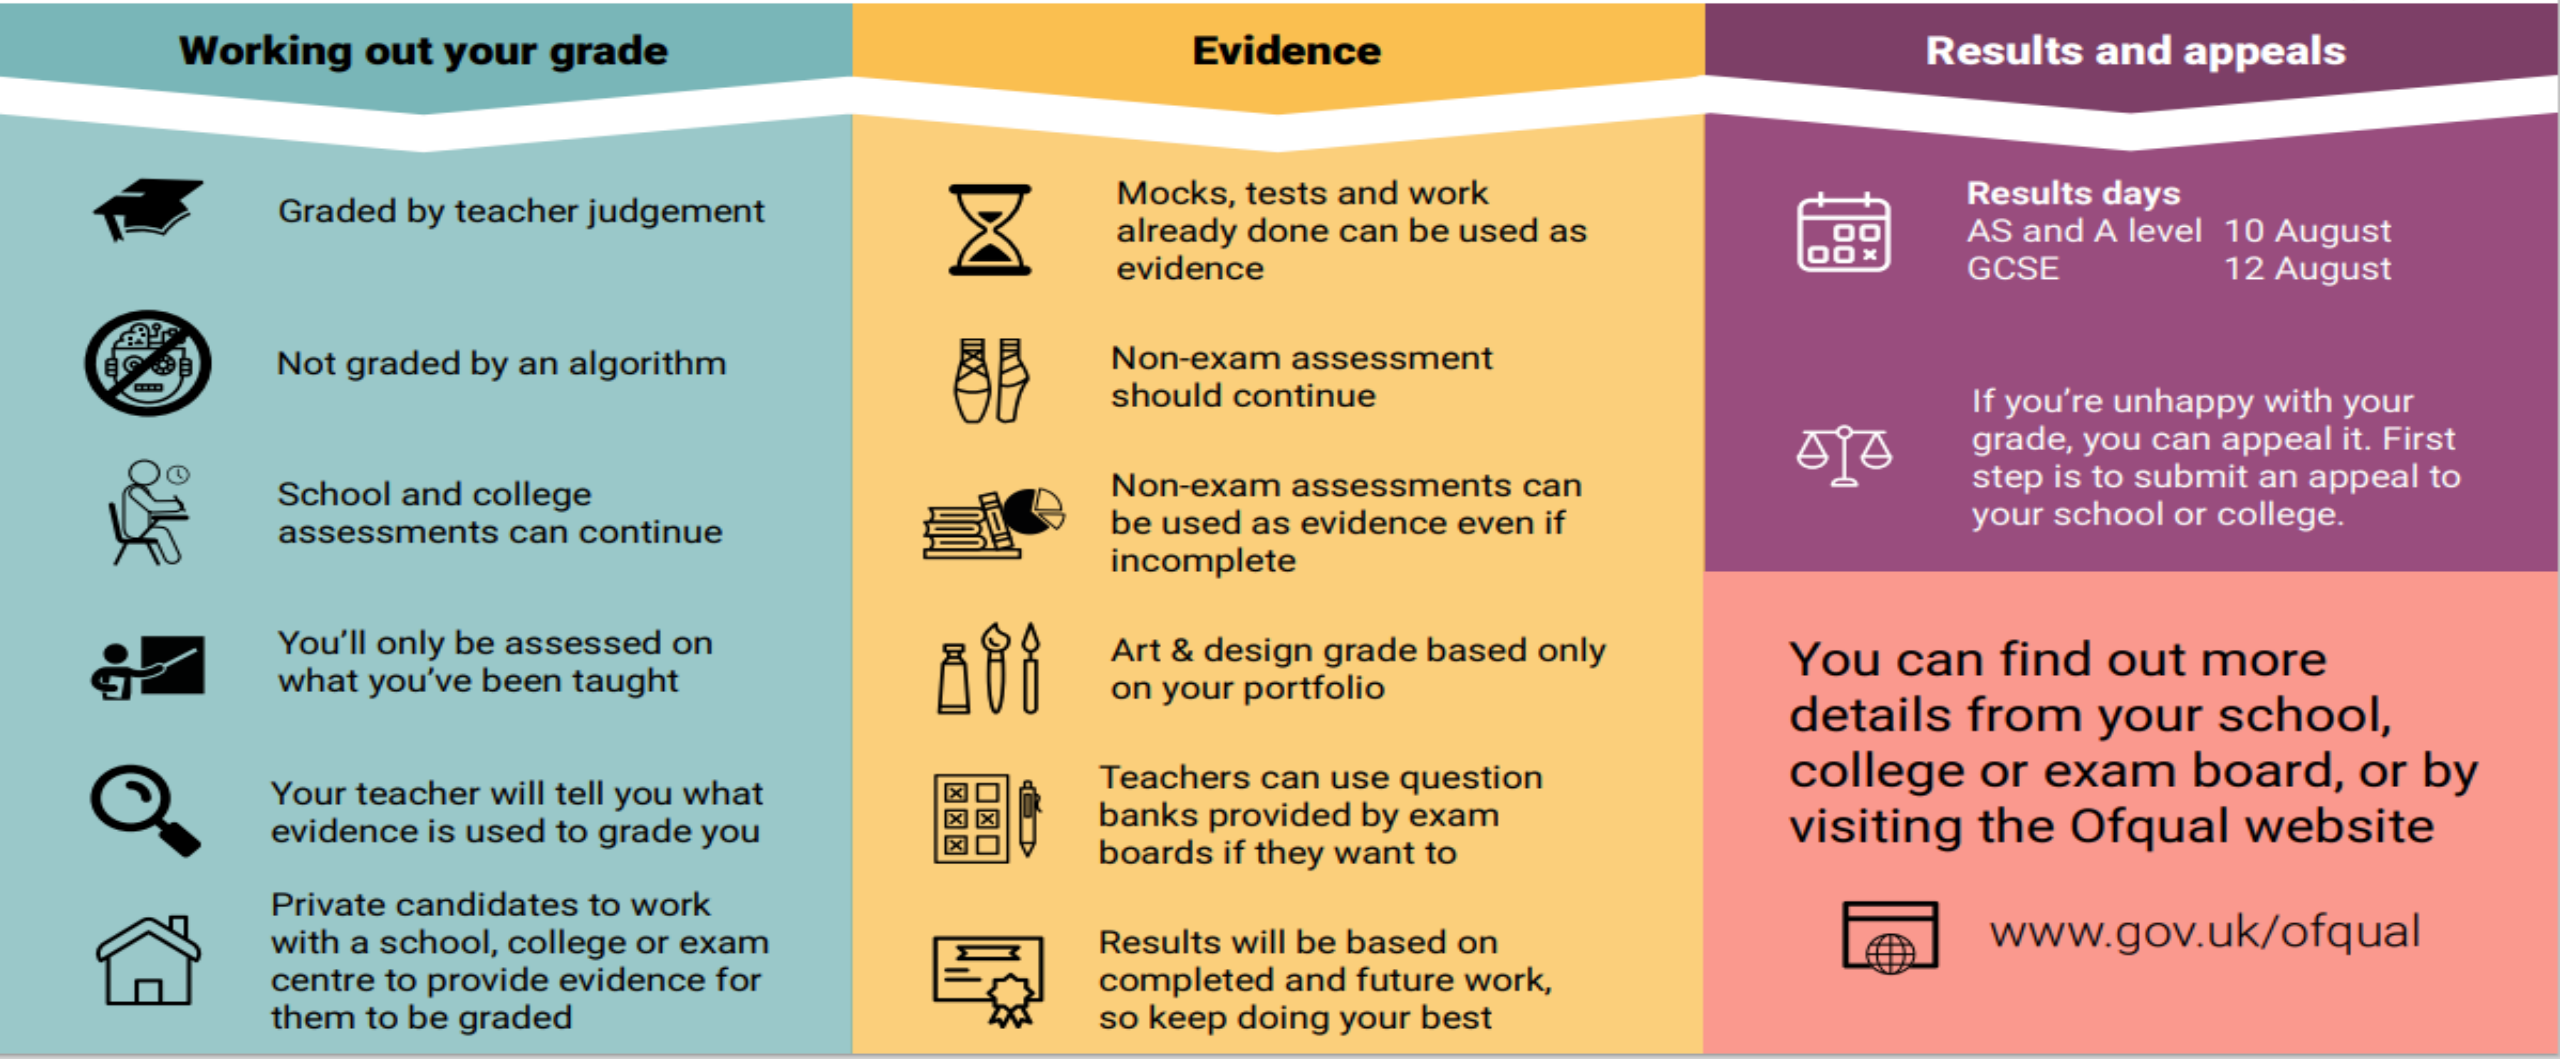 Working out your grade
Graded by teacher judgement
Not graded by an algorithm
School and college
assessments can continue
You'll only be assessed on
what you've been taught
Your teacher will tell you what
evidence is used to grade you
Private candidates to work
with a school, college or exam
centre to provide evidence for
them to be graded
Evidence
Mocks, tests and work
already done can be used as
evidence
Non-exam assessment
should continue
Non-exam assessments can
be used as evidence even if
incomplete
Art & design grade based only
on your portfolio
Teachers can use question
banks provided by exam
boards if they want to
Results will be based on
completed and future work,
so keep doing your best
Results and appeals
Results days
AS and A level 10 August
GCSE 12 August
If you're unhappy with your
grade, you can appeal it. First
step is to submit an appeal to
your school or college.
You can find out more
details from your school,
college or exam board, or by
visiting the Ofqual website
www.gov.uk/ofqual